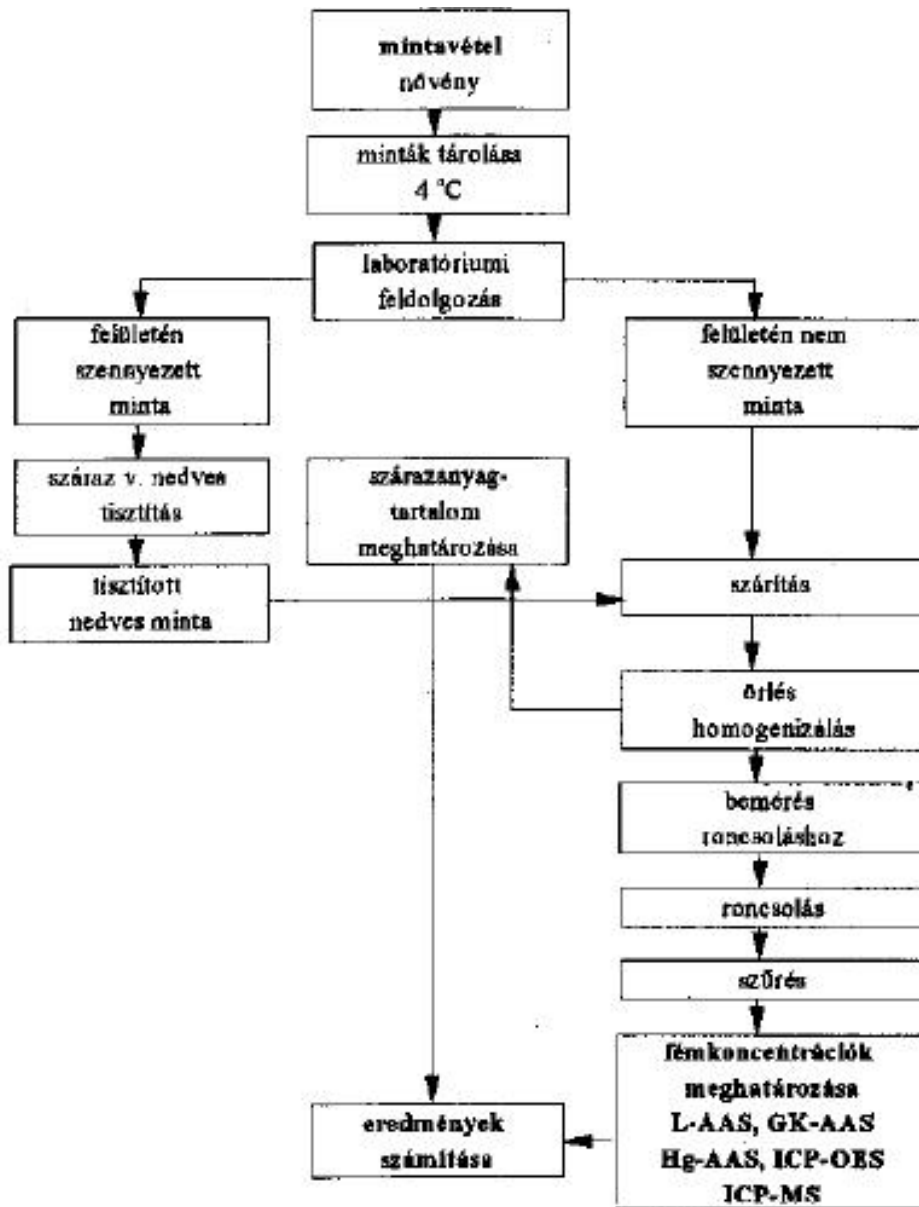 mintavétel
növény
minták tárolása
4 °C
laboratóriumi
feldolgozás
felületén
szennyezett
minta
felületén nem
szennyezett
minta
száraz v. nedves
tisztítás
szárazanyag-
tartalom
meghatározása
tisztított
nedves minta
szárítás
őrlés
homogenizálás
bemérés
roncsoláshoz
roncsolás
szűrés
fémkoncentrációk
meghatározása
L-AAS, GK-AAS
Hg-AAS, ICP-OES
ICP-MS
eredmények
számítása